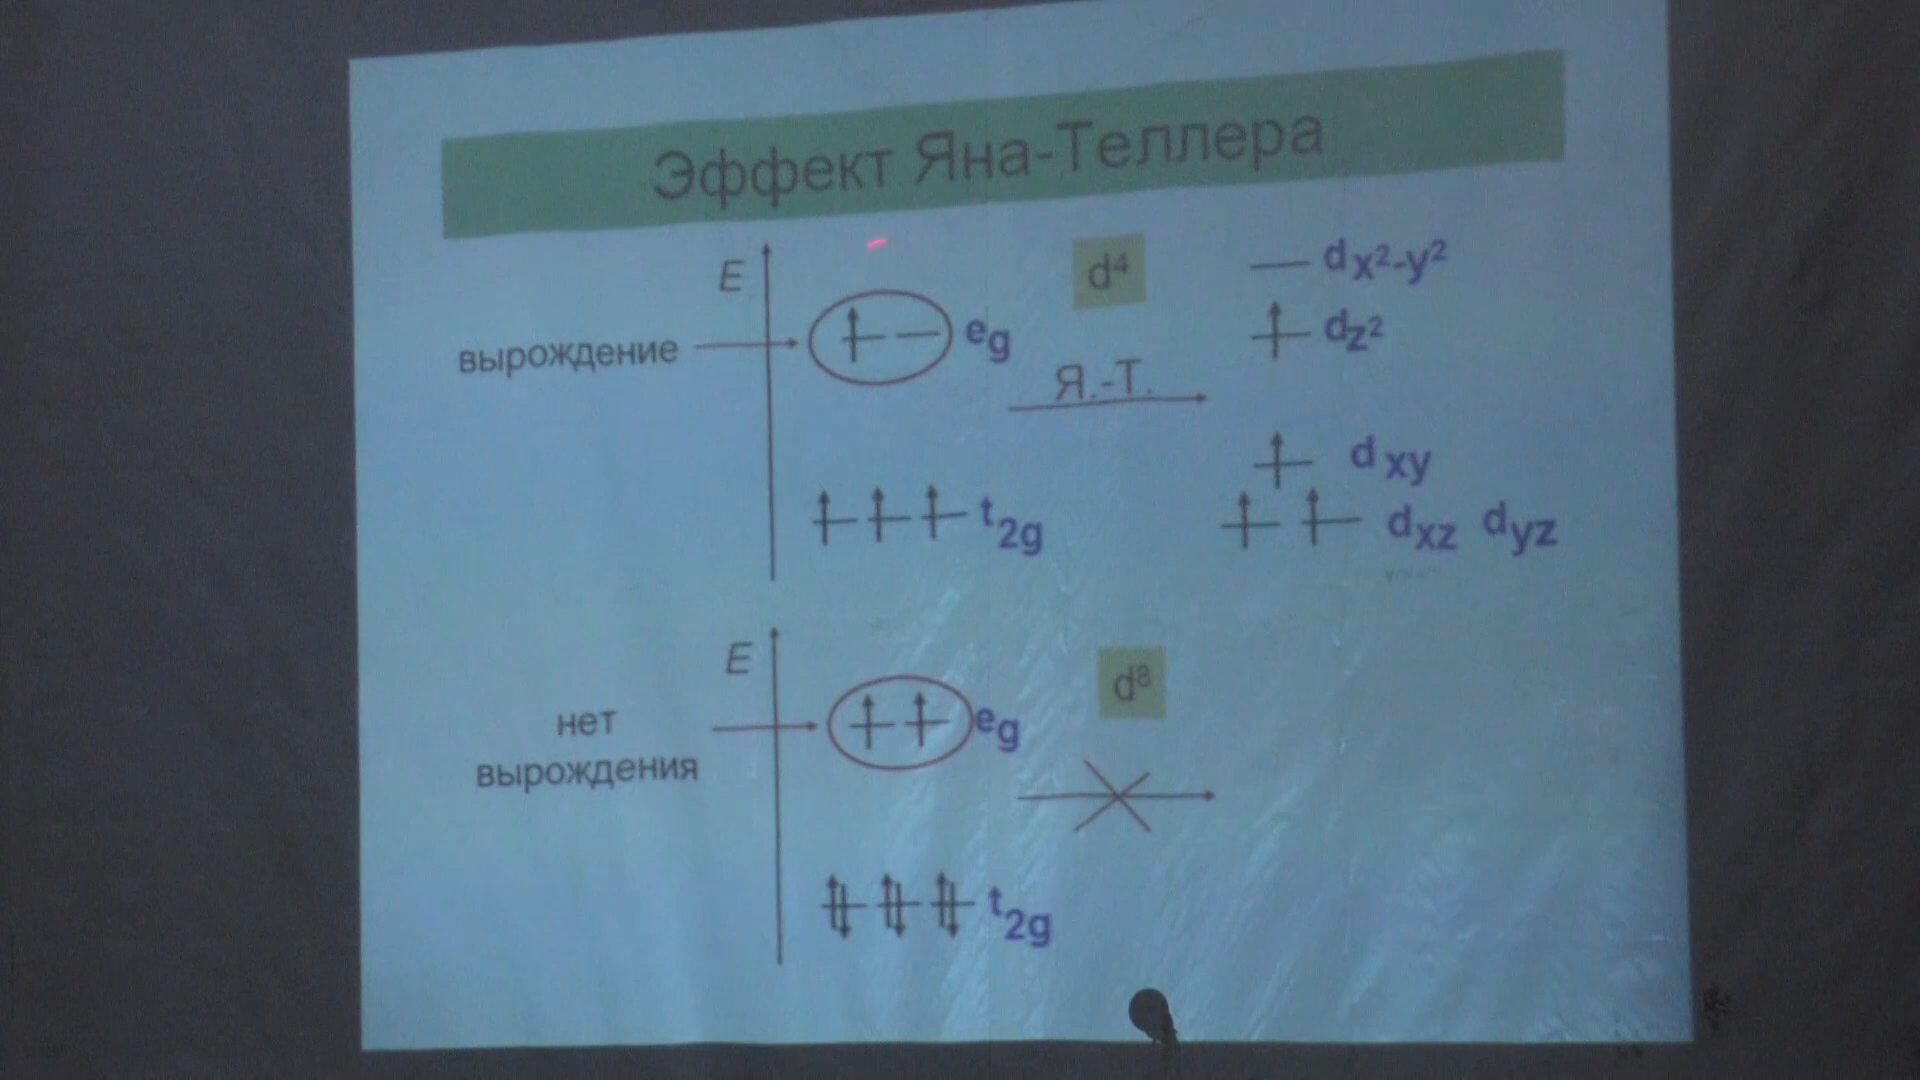 Эффект Яна-Теллера
E
d⁴
dx²-y²
вырождение
eg
dz²
Я.-Т.
dxy
t2g
dxz dyz
E
d⁸
нет
вырождения
eg
t2g